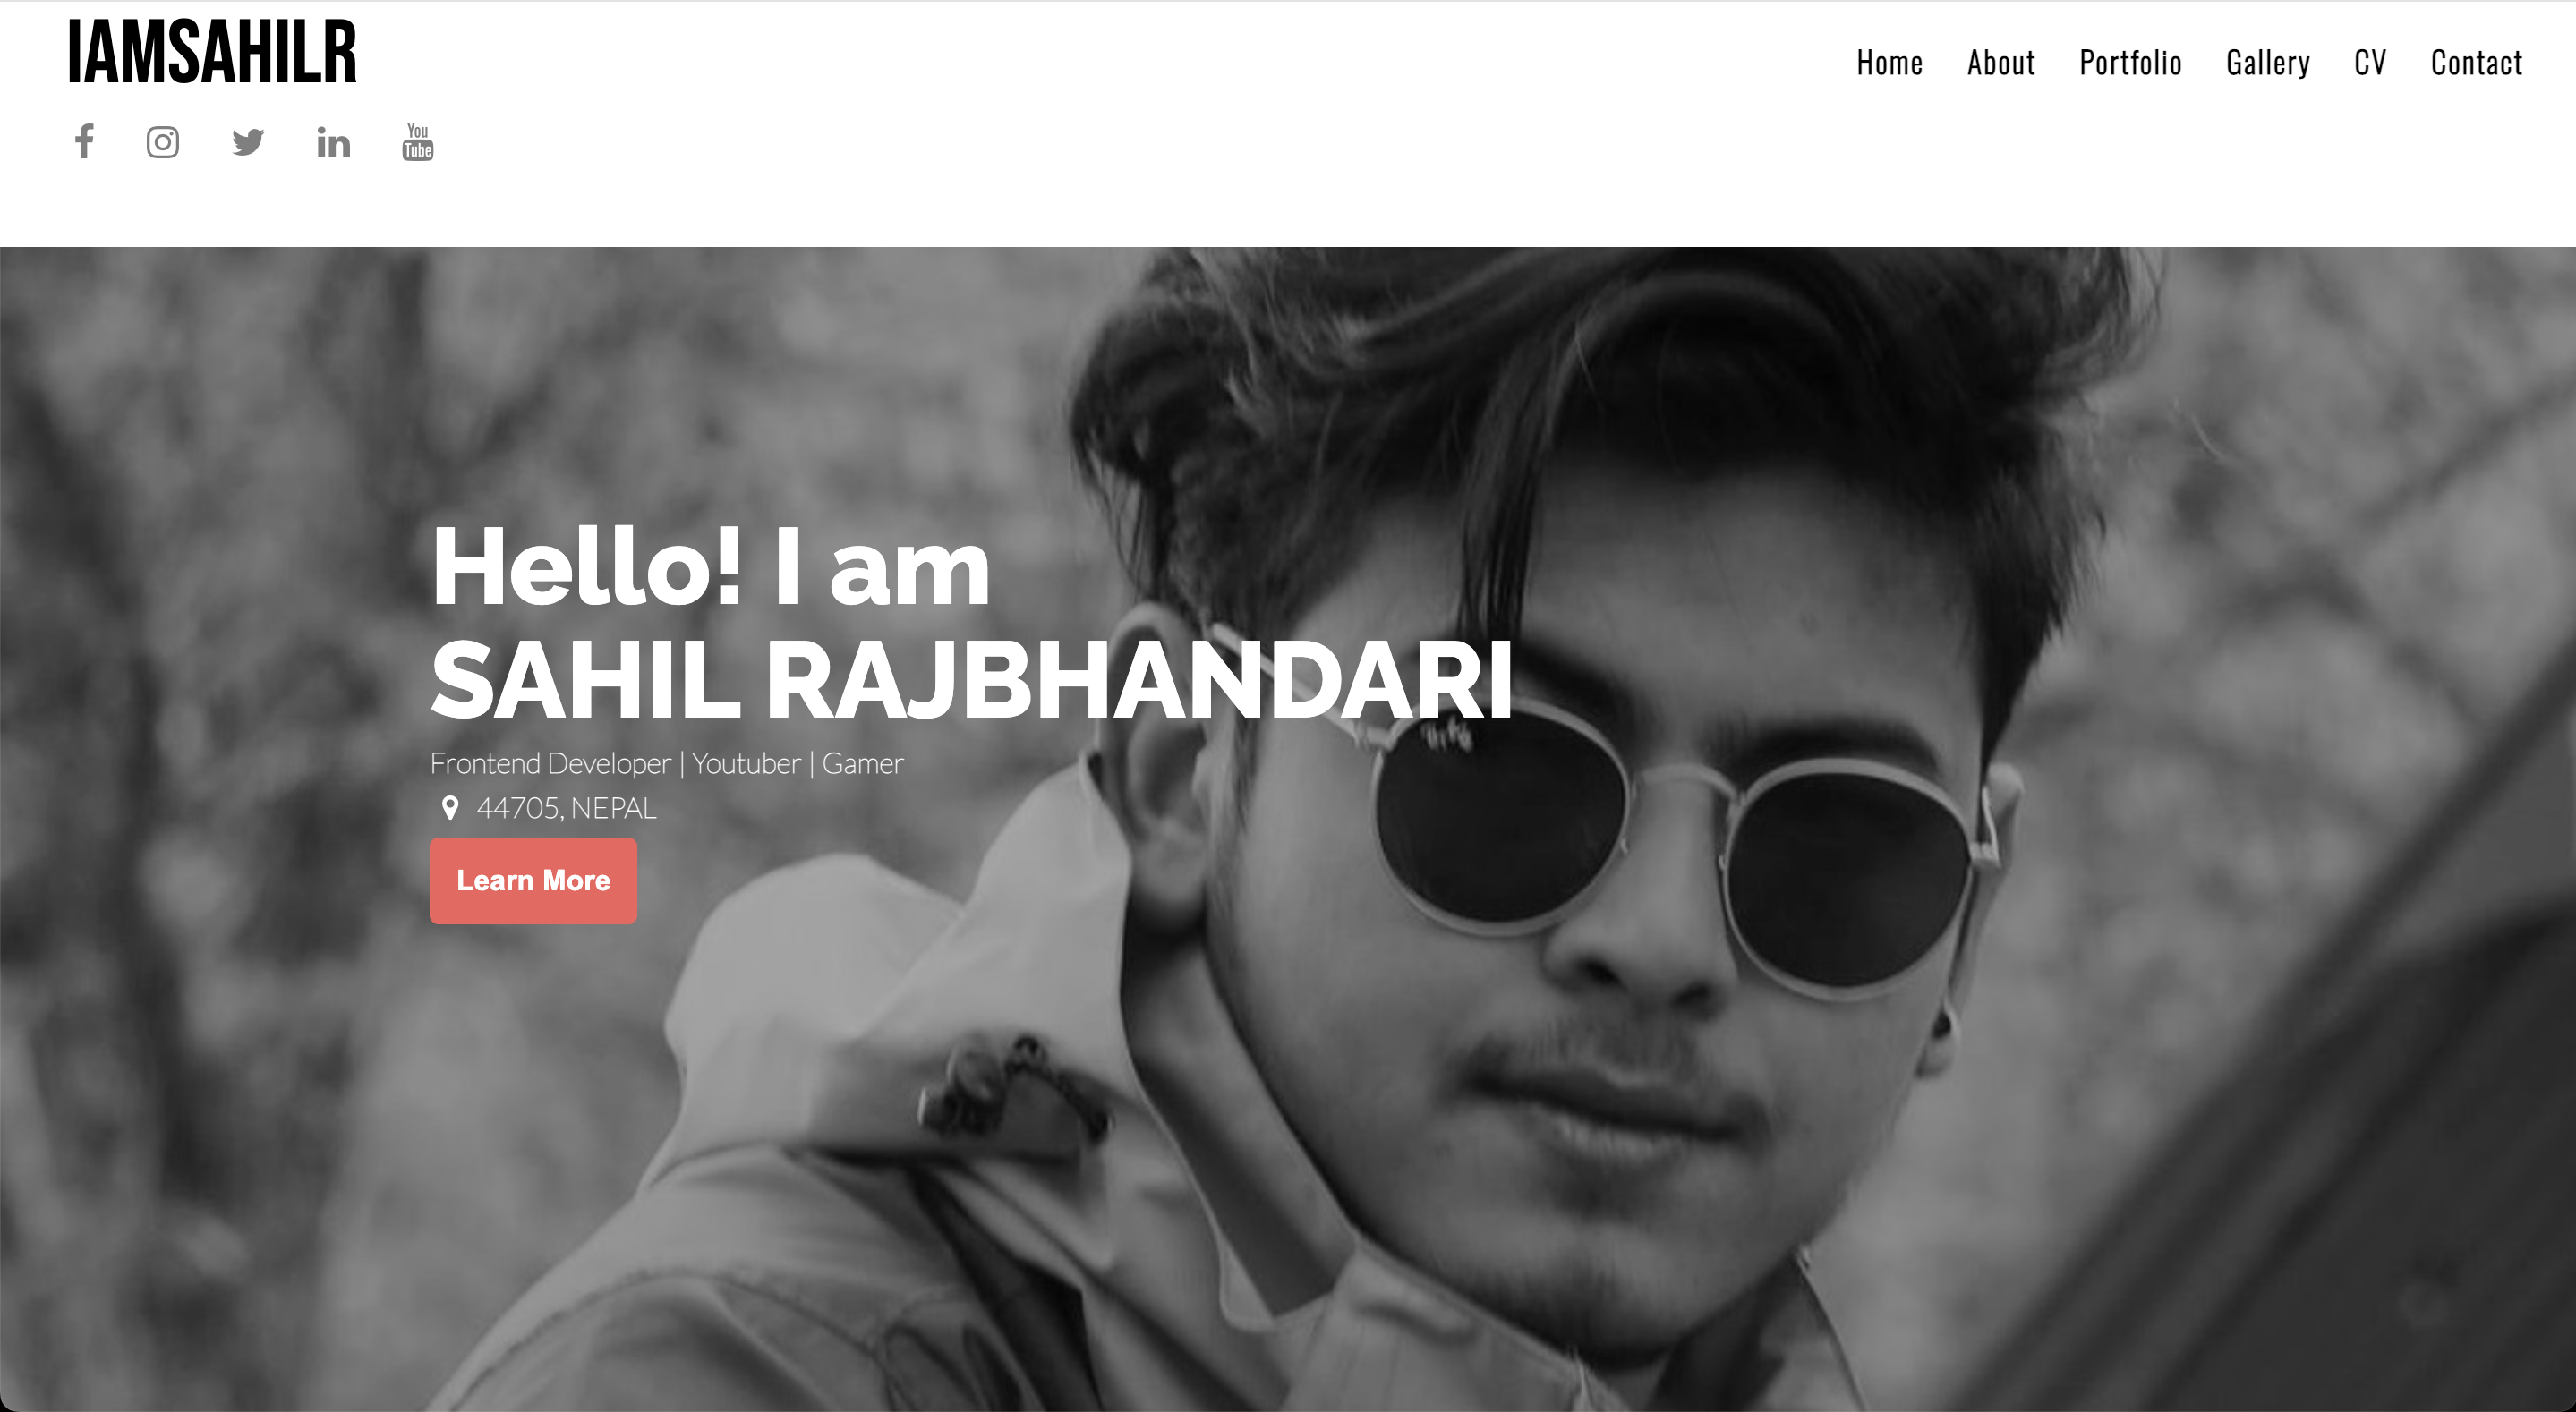 IAMSAHILR
Home About Portfolio Gallery CV Contact
You
Tube
Hello! I am
SAHIL RAJBHANDARI
Frontend Developer | Youtuber | Gamer
44705, NEPAL
Learn More